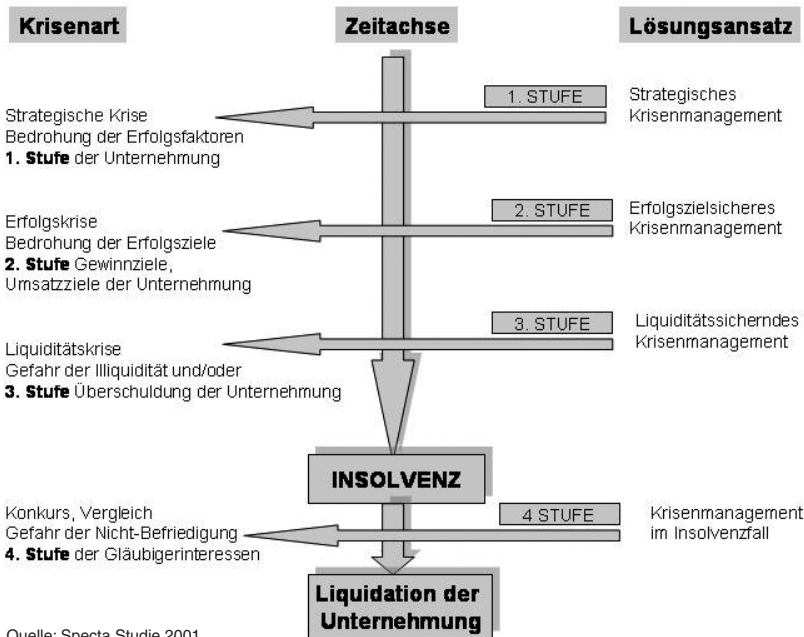 Krisenart
Zeitachse
Lösungsansatz
Strategische Krise
Bedrohung der Erfolgsfaktoren
1. Stufe der Unternehmung
1. STUFE
Strategisches
Krisenmanagement
Erfolgskrise
Bedrohung der Erfolgsziele
2. Stufe Gewinnziele,
Umsatzziele der Unternehmung
2. STUFE
Erfolgszielsicheres
Krisenmanagement
Liquiditätskrise
Gefahr der Illiquidität und/oder
3. Stufe Überschuldung der Unternehmung
3. STUFE
Liquiditätssicherndes
Krisenmanagement
INSOLVENZ
Konkurs, Vergleich
Gefahr der Nicht-Befriedigung
4. Stufe der Gläubigerinteressen
4 STUFE
Krisenmanagement
im Insolvenzfall
Liquidation der
Unternehmung
Quelle: Specta Studie 2001